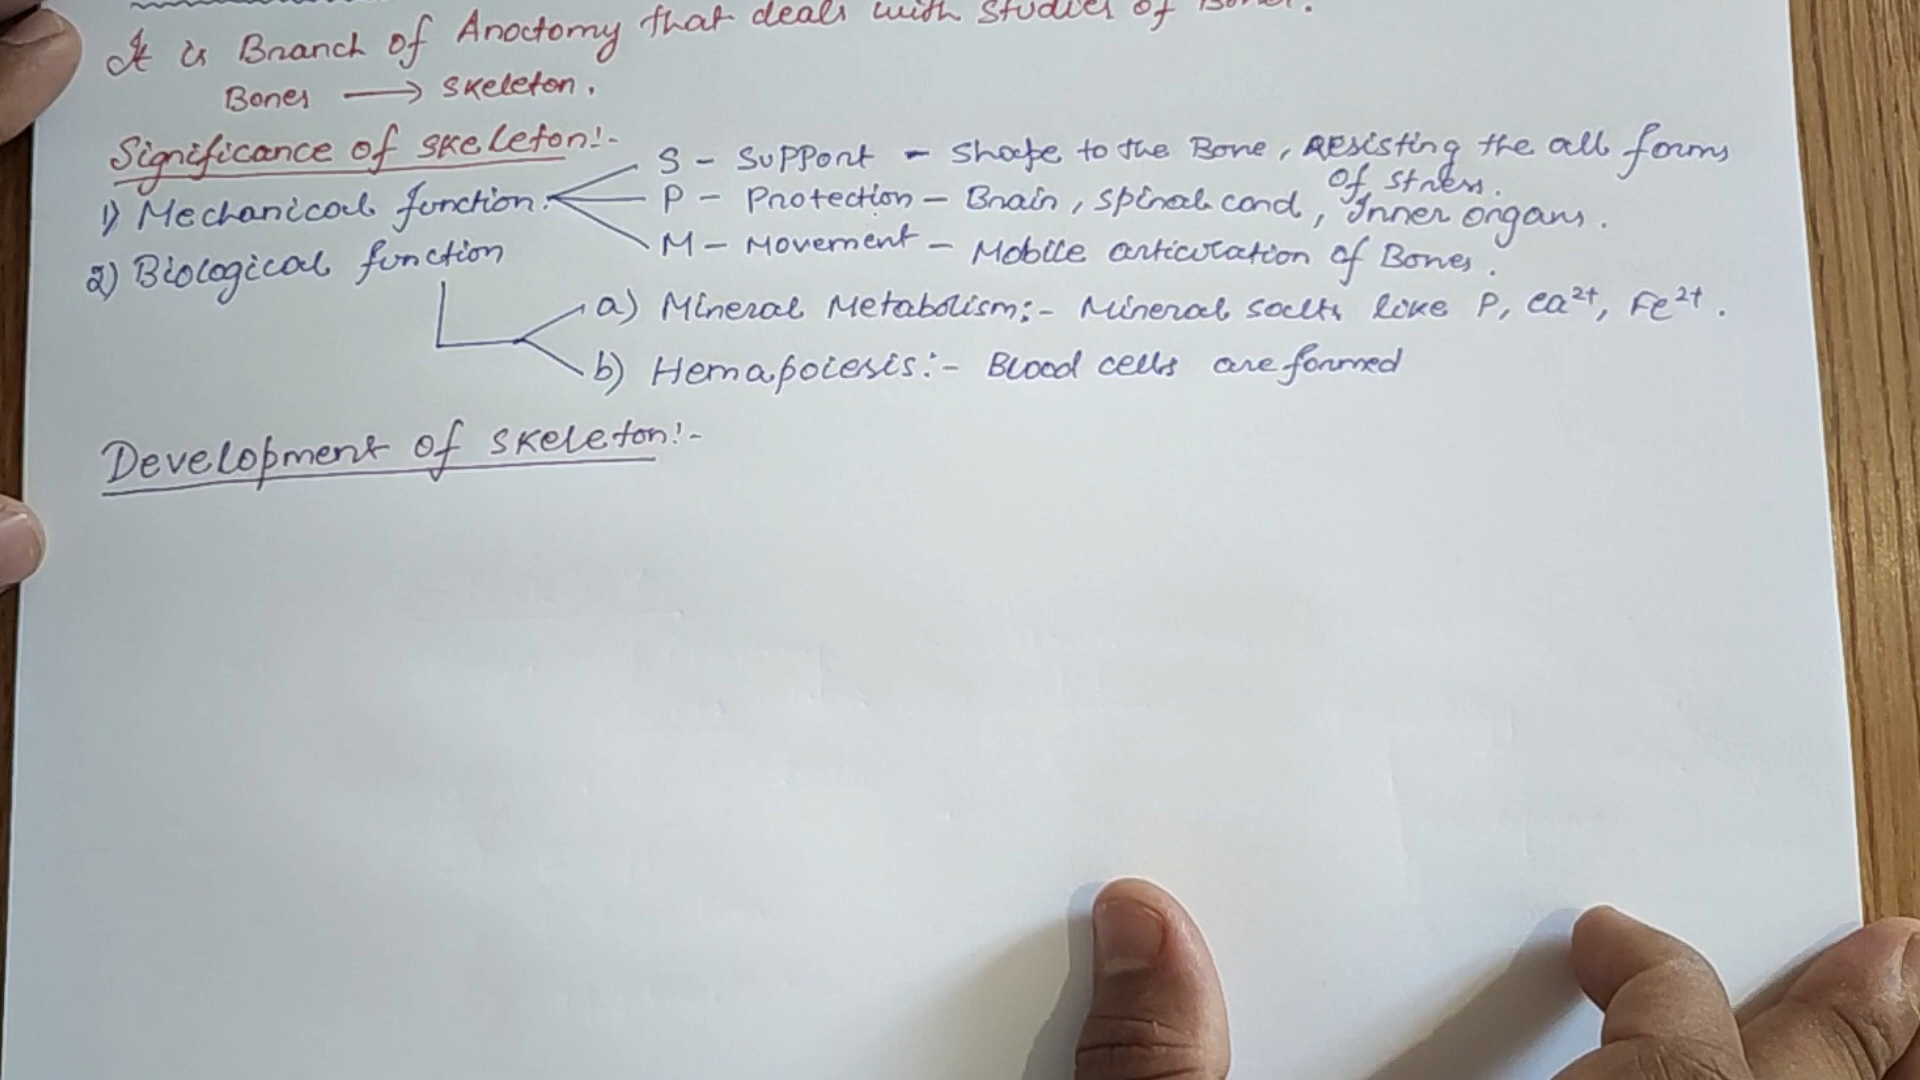 It is Branch of Anoctomy that deals with studies of Bones.
Bones → skeleton.
Significance of skeleton:-
1) Mechanical function:
S - Support - Shape to the Bone, Resisting the all forms of stress.
P - Protection - Brain, spinal cord, Inner organs.
M - Movement - Mobile articulation of Bones.
2) Biological function
a) Mineral Metabolism:- Mineral salts like P, Ca²⁺, Fe²⁺.
b) Hemapoiesis:- Blood cells are formed
Development of skeleton:-